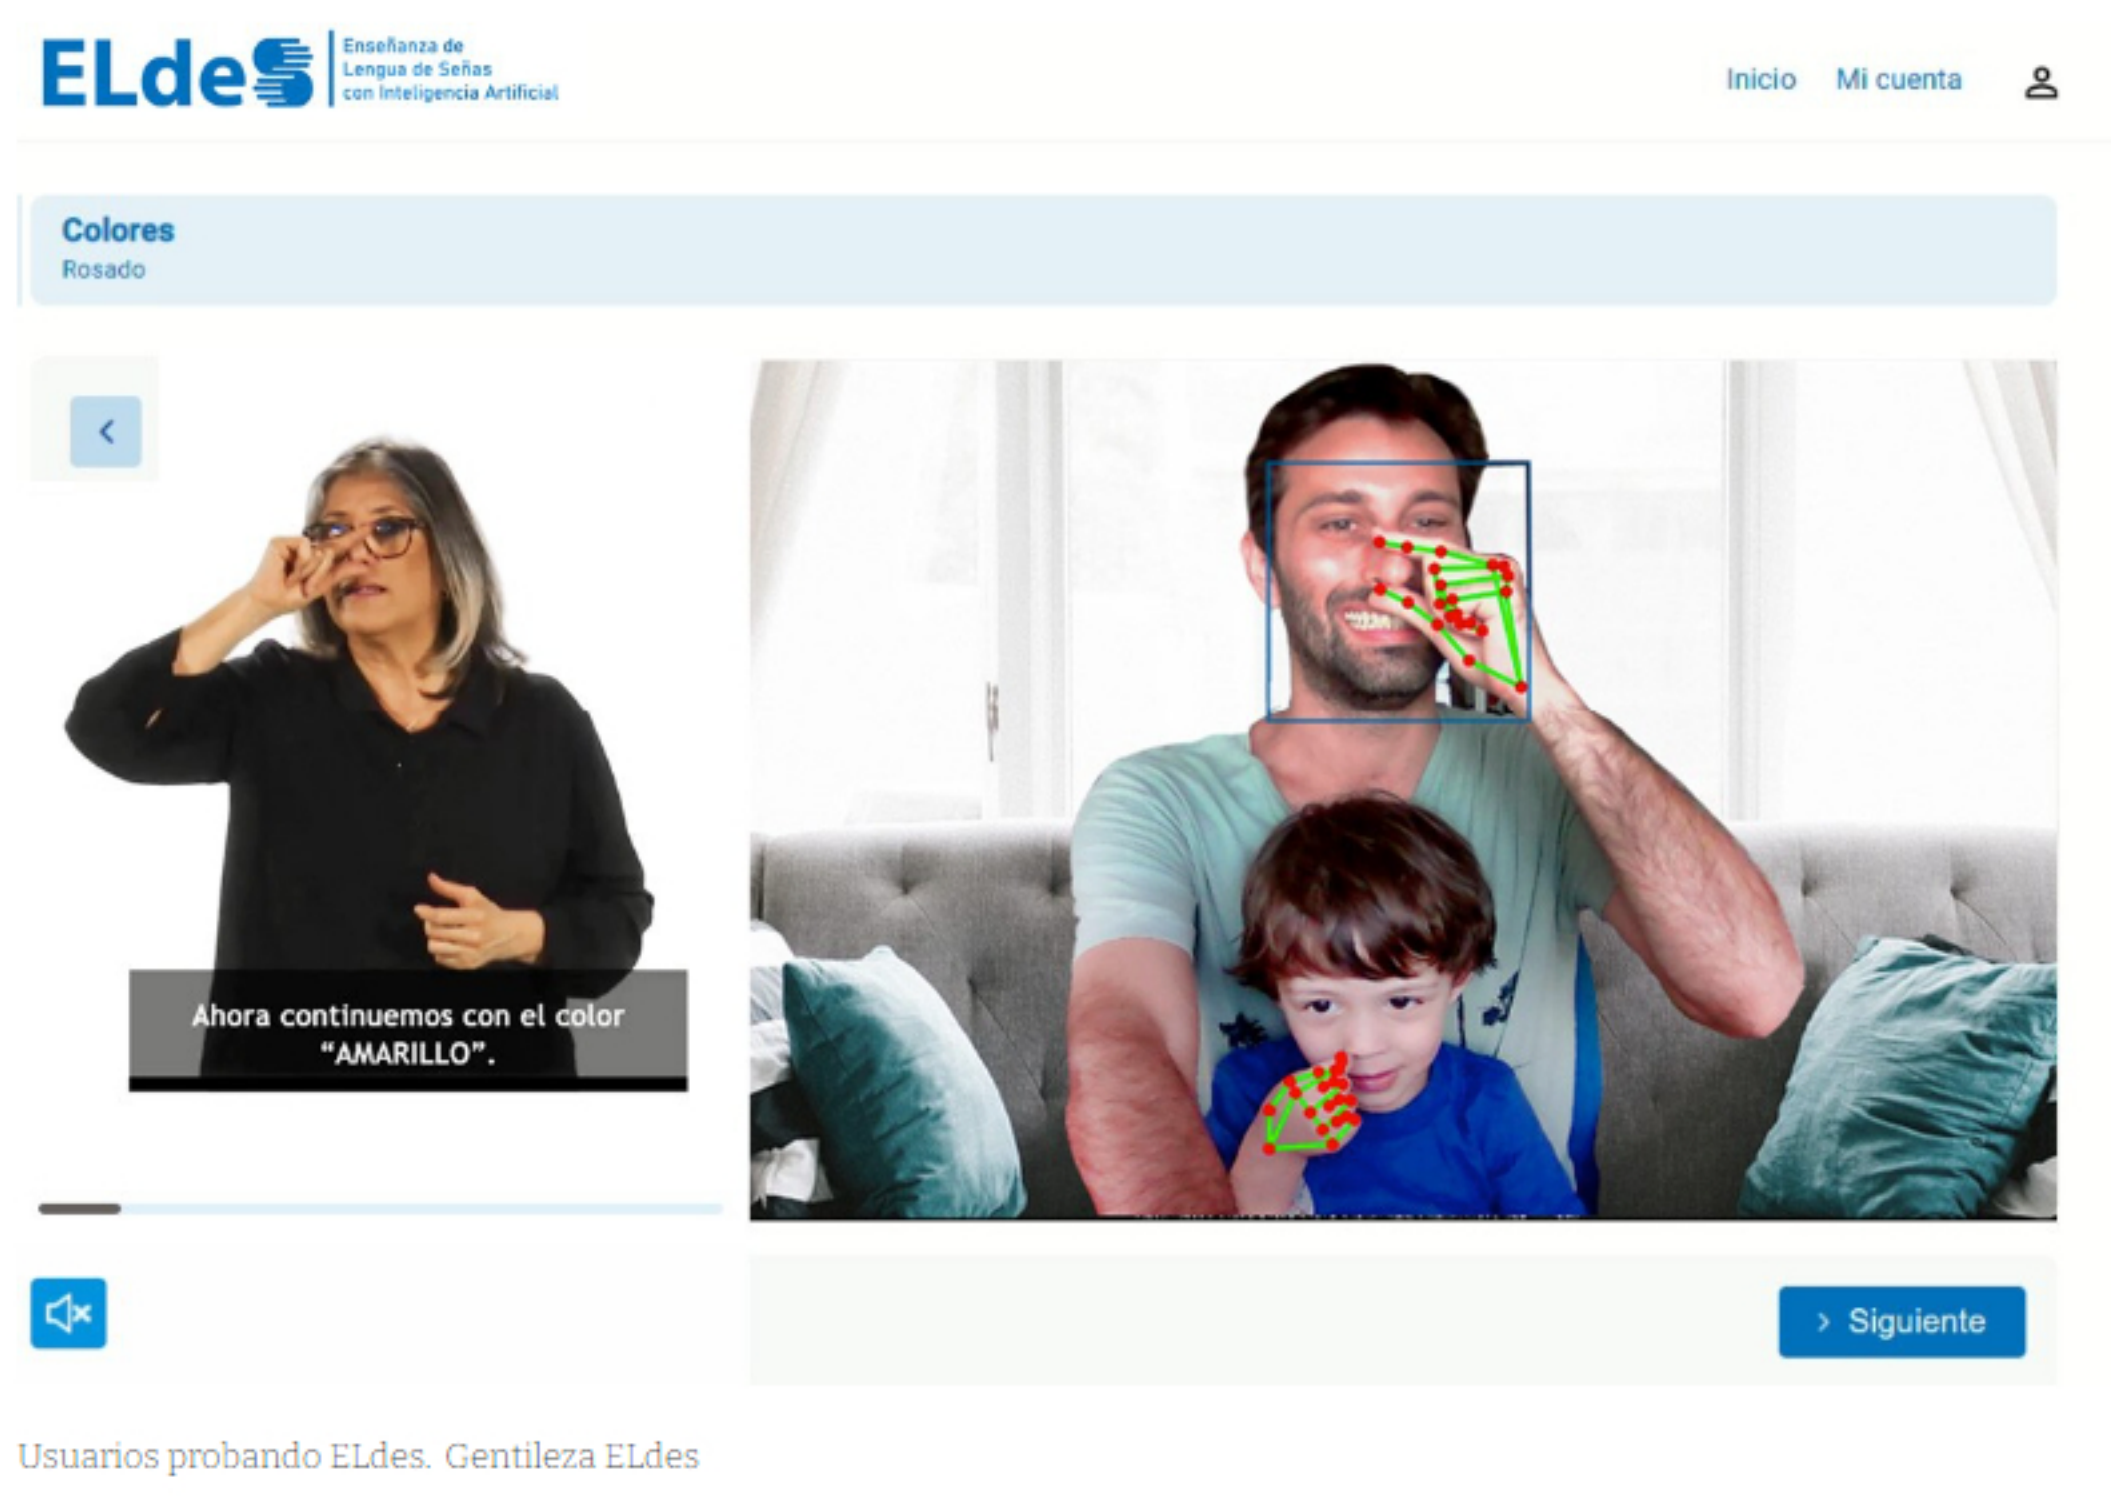 ELdeS
Enseñanza de
Lengua de Señas
con Inteligencia Artificial
Inicio Mi cuenta
Colores
Rosado
Ahora continuemos con el color
“AMARILLO”.
Siguiente
Usuarios probando ELdes. Gentileza ELdes